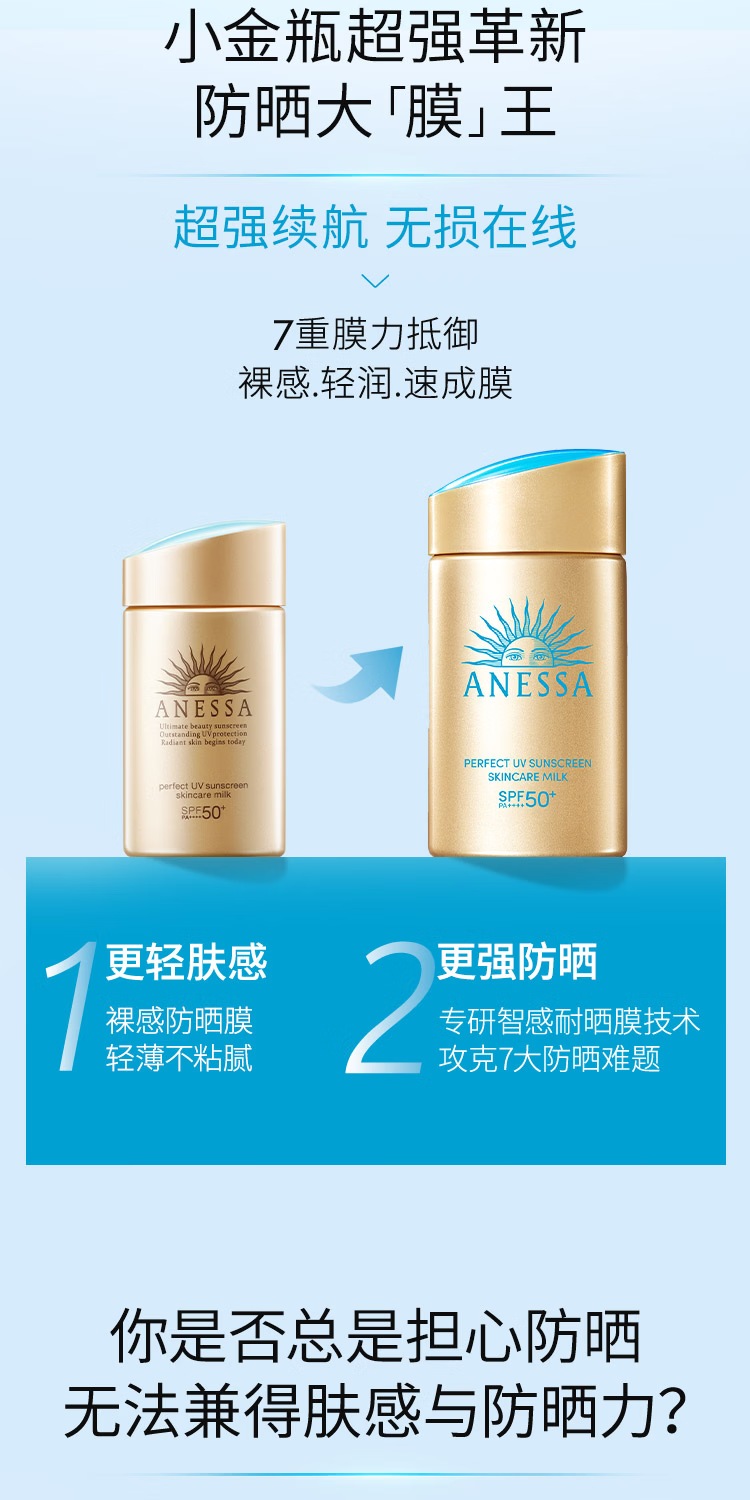 小金瓶超强革新
防晒大「膜」王
超强续航 无损在线
7重膜力抵御
裸感.轻润.速成膜
ANESSA
Ultimate beauty sunscreen
Outstanding UV protection
Radiant skin begins today
perfect UV sunscreen
skincare milk
SPF50+
PA++++
ANESSA
PERFECT UV SUNSCREEN
SKINCARE MILK
SPF50+
PA++++
1
更轻肤感
裸感防晒膜
轻薄不粘腻
2
更强防晒
专研智感耐晒膜技术
攻克7大防晒难题
你是否总是担心防晒
无法兼得肤感与防晒力?